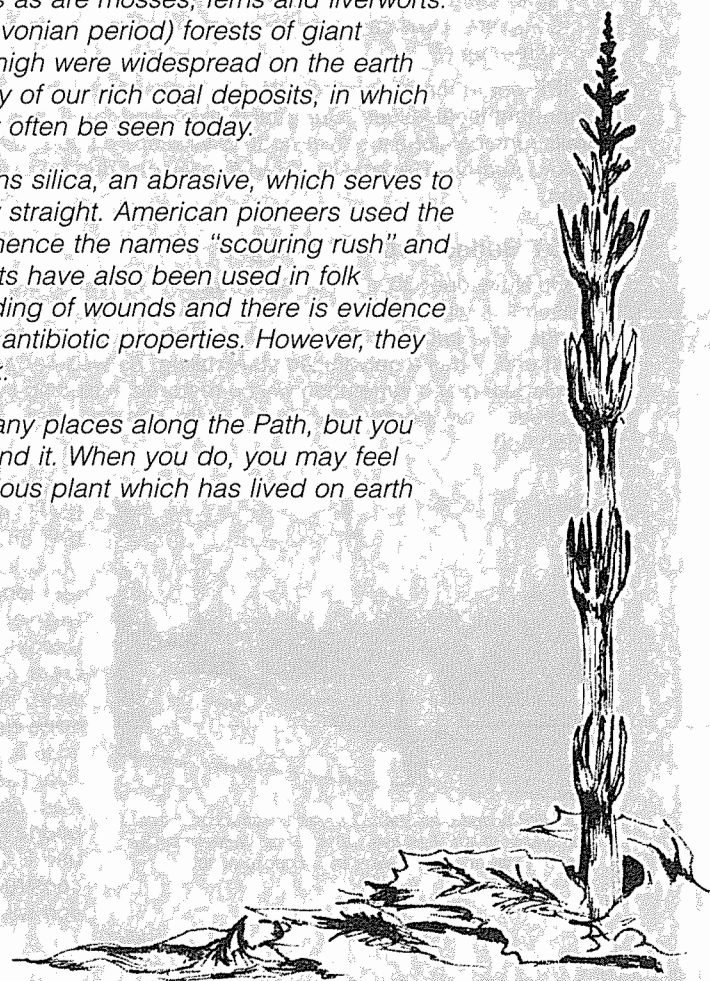 s as are mosses, ferns and liverworts.
vonian period) forests of giant
high were widespread on the earth
y of our rich coal deposits, in which
often be seen today.
ns silica, an abrasive, which serves to
straight. American pioneers used the
hence the names "scouring rush" and
ts have also been used in folk
ding of wounds and there is evidence
antibiotic properties. However, they
any places along the Path, but you
nd it. When you do, you may feel
ious plant which has lived on earth